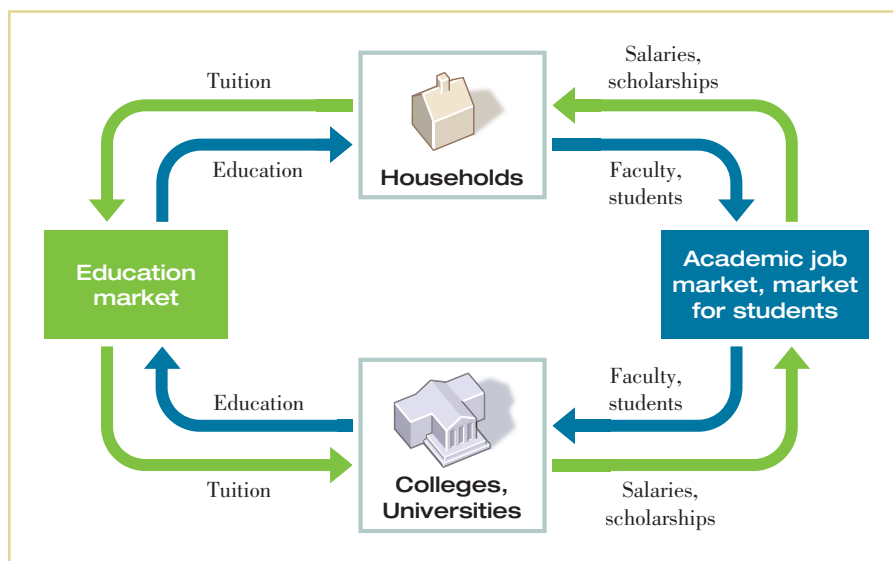 Tuition
Salaries,
scholarships
Education
Households
Faculty,
students
Education
market
Academic job
market, market
for students
Education
Faculty,
students
Tuition
Colleges,
Universities
Salaries,
scholarships